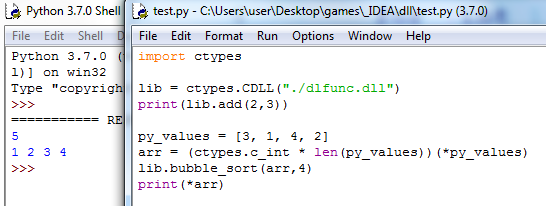 Python 3.7.0 Shell
File Edit Shell
Python 3.7.0 (
l)] on win32
Type "copyrigh
>>>
=========== RE
5
1 2 3 4
>>>
test.py - C:\Users\user\Desktop\games\_IDEA\dll\test.py (3.7.0)
File Edit Format Run Options Window Help
import ctypes
lib = ctypes.CDLL("./dlfunc.dll")
print(lib.add(2,3))
py_values = [3, 1, 4, 2]
arr = (ctypes.c_int * len(py_values))(*py_values)
lib.bubble_sort(arr,4)
print(*arr)